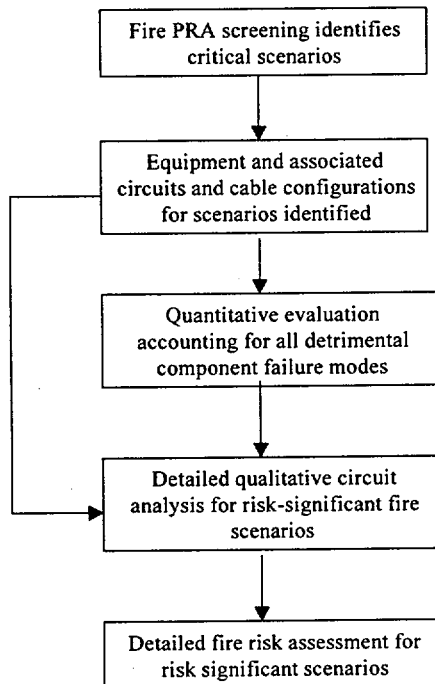 Fire PRA screening identifies
critical scenarios
Equipment and associated
circuits and cable configurations
for scenarios identified
Quantitative evaluation
accounting for all detrimental
component failure modes
Detailed qualitative circuit
analysis for risk-significant fire
scenarios
Detailed fire risk assessment for
risk significant scenarios